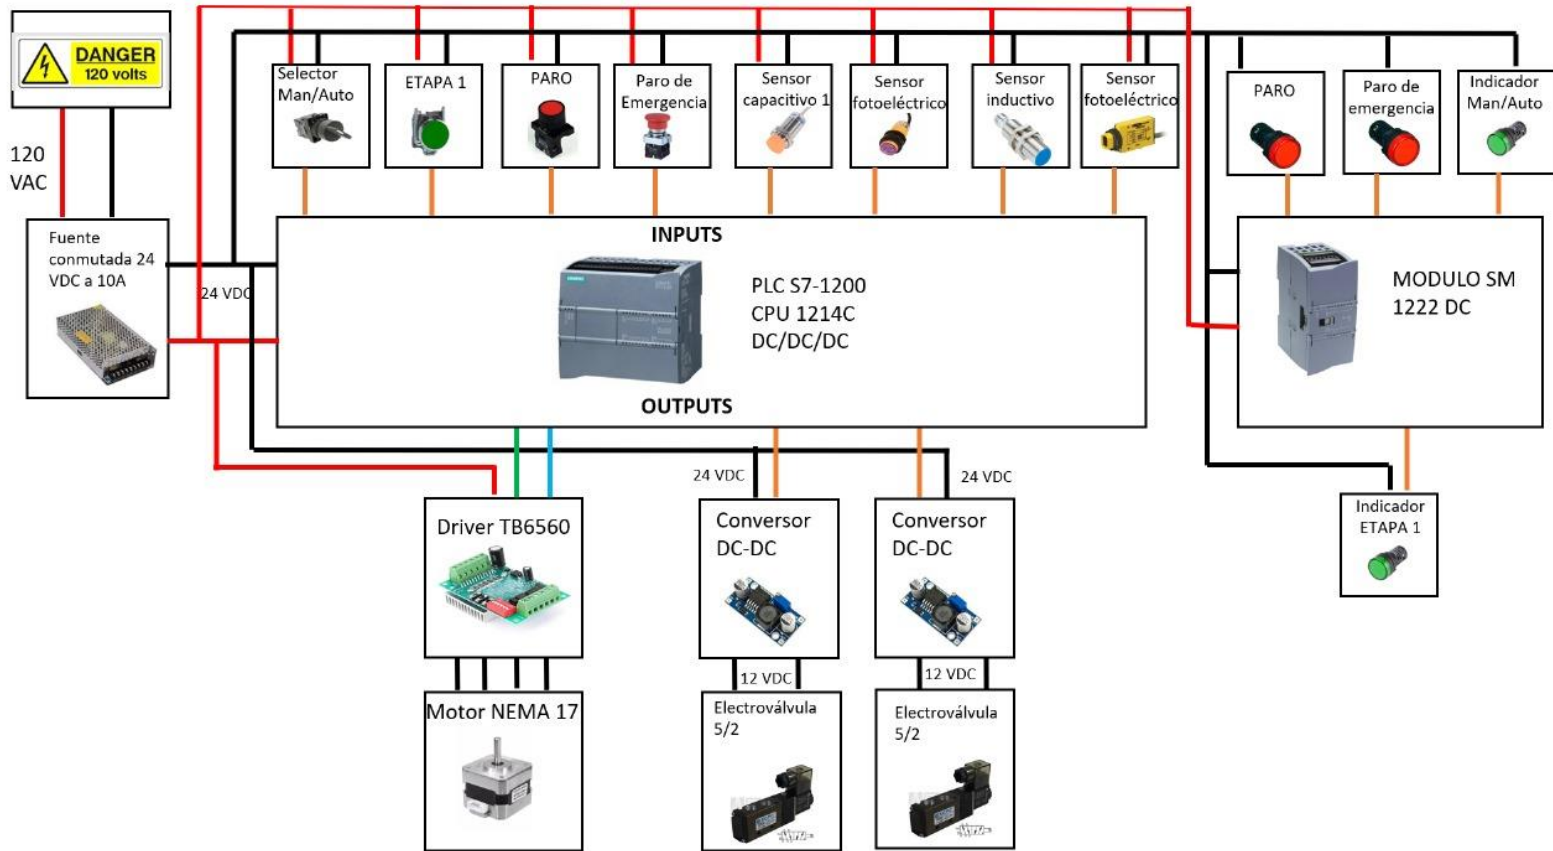 DANGER
120 volts
120
VAC
Fuente
conmutada 24
VDC a 10A
24 VDC
Selector
Man/Auto
ETAPA 1
PARO
Paro de
Emergencia
Sensor
capacitivo 1
Sensor
fotoeléctrico
Sensor
inductivo
Sensor
fotoeléctrico
PARO
Paro de
emergencia
Indicador
Man/Auto
INPUTS
PLC S7-1200
CPU 1214C
DC/DC/DC
OUTPUTS
MODULO SM
1222 DC
24 VDC
24 VDC
Driver TB6560
Conversor
DC-DC
Conversor
DC-DC
Indicador
ETAPA 1
12 VDC
12 VDC
Motor NEMA 17
Electroválvula
5/2
Electroválvula
5/2